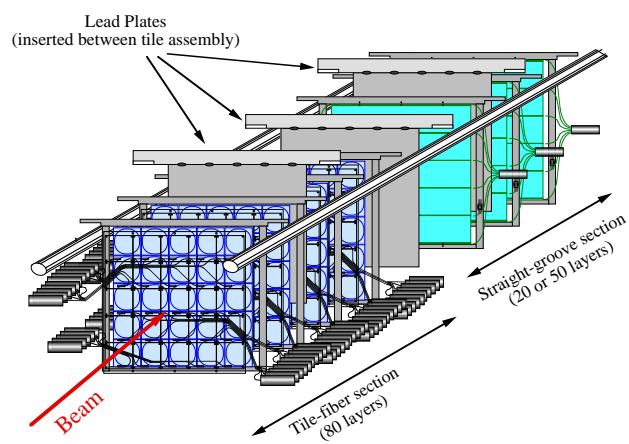 Lead Plates
(inserted between tile assembly)
Straight-groove section
(20 or 50 layers)
Tile-fiber section
(80 layers)
Beam